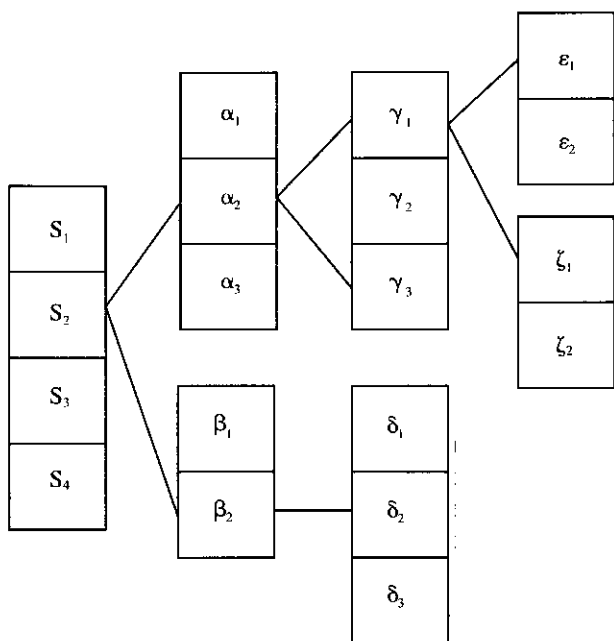 S₁
S₂
S₃
S₄
α₁
α₂
α₃
β₁
β₂
γ₁
γ₂
γ₃
δ₁
δ₂
δ₃
ε₁
ε₂
ζ₁
ζ₂